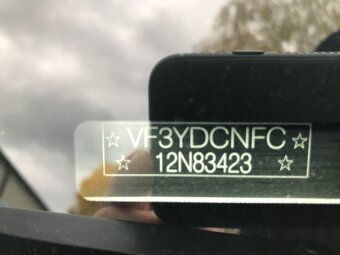 ☆ VF3YDCNFC ☆
☆ 12N83423 ☆